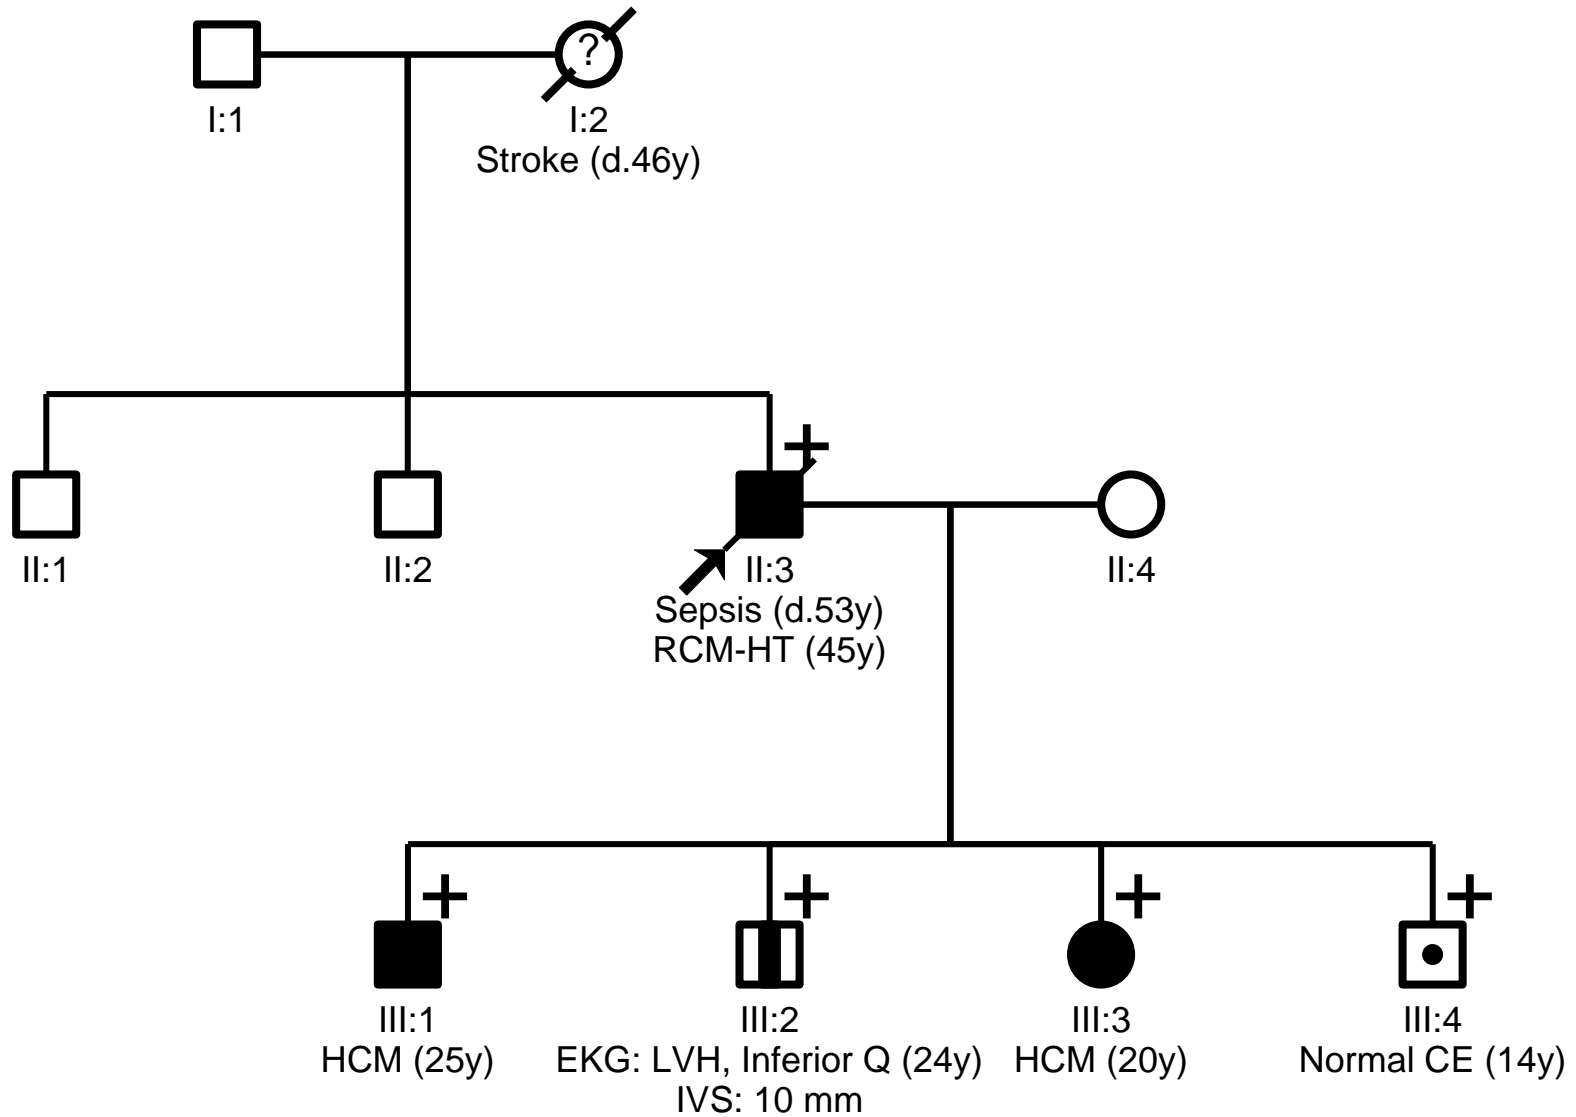 ?
I:1
I:2
Stroke (d.46y)
+
II:1
II:2
II:3
II:4
Sepsis (d.53y)
RCM-HT (45y)
+ + + +
III:1
III:2
III:3
III:4
HCM (25y)
EKG: LVH, Inferior Q (24y)
HCM (20y)
Normal CE (14y)
IVS: 10 mm